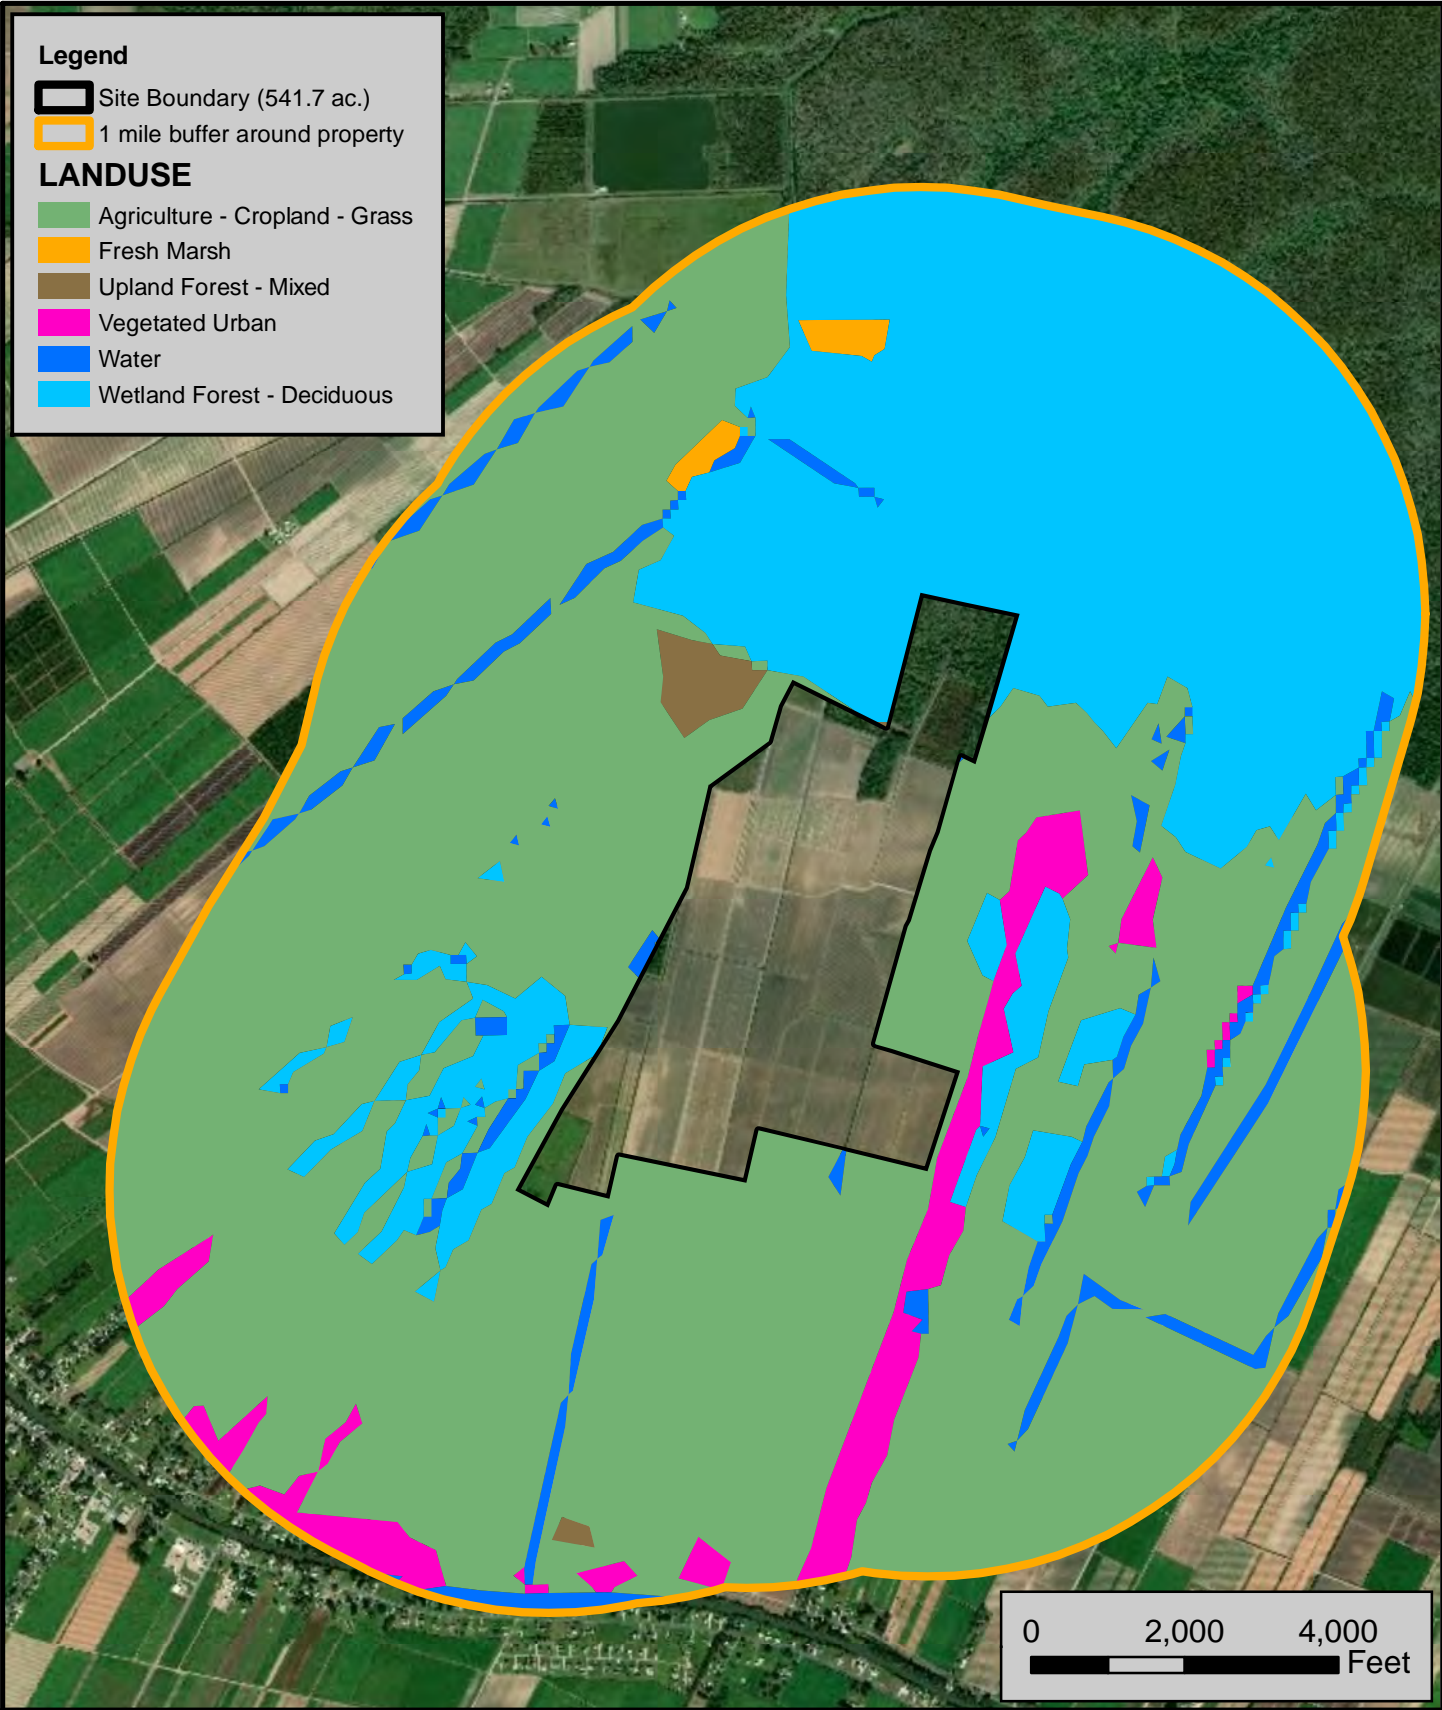 Legend
Site Boundary (541.7 ac.)
1 mile buffer around property
LANDUSE
Agriculture - Cropland - Grass
Fresh Marsh
Upland Forest - Mixed
Vegetated Urban
Water
Wetland Forest - Deciduous
0 2,000 4,000
Feet